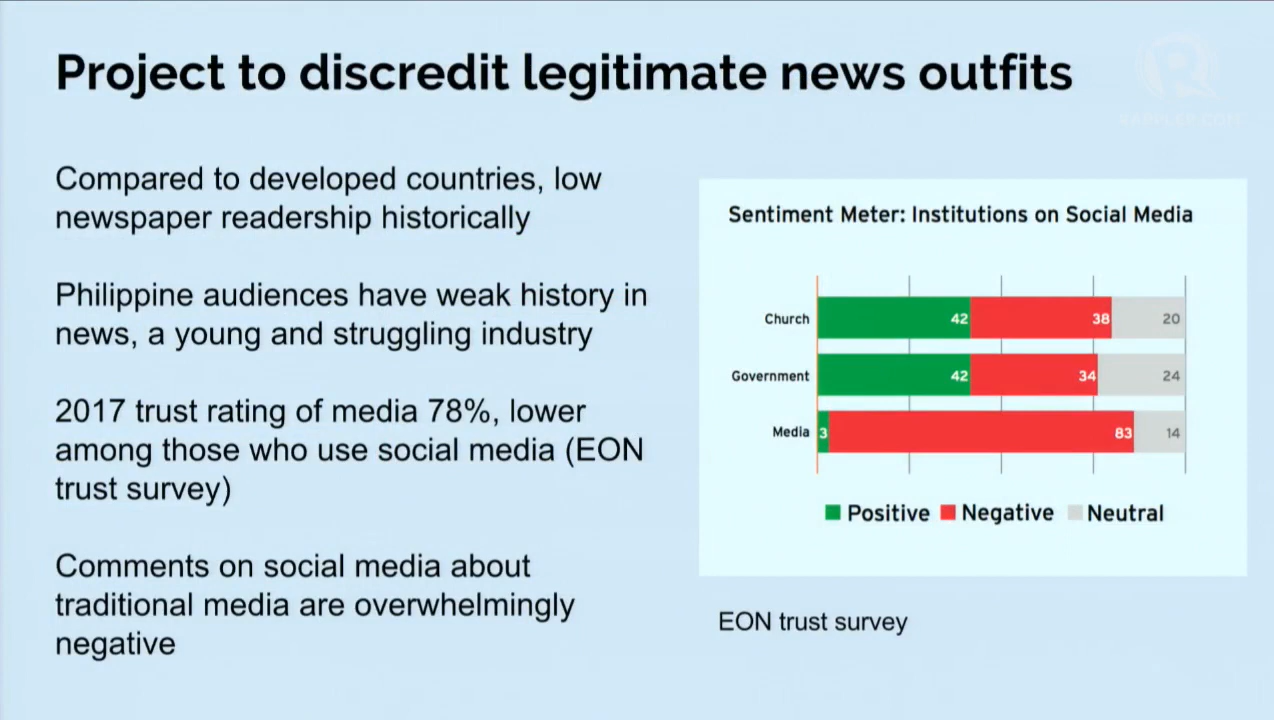 Project to discredit legitimate news outfits
RAPPLER.COM
Compared to developed countries, low
newspaper readership historically
Philippine audiences have weak history in
news, a young and struggling industry
2017 trust rating of media 78%, lower
among those who use social media (EON
trust survey)
Comments on social media about
traditional media are overwhelmingly
negative
Sentiment Meter: Institutions on Social Media
Church 42 38 20
Government 42 34 24
Media 3 83 14
Positive Negative Neutral
EON trust survey